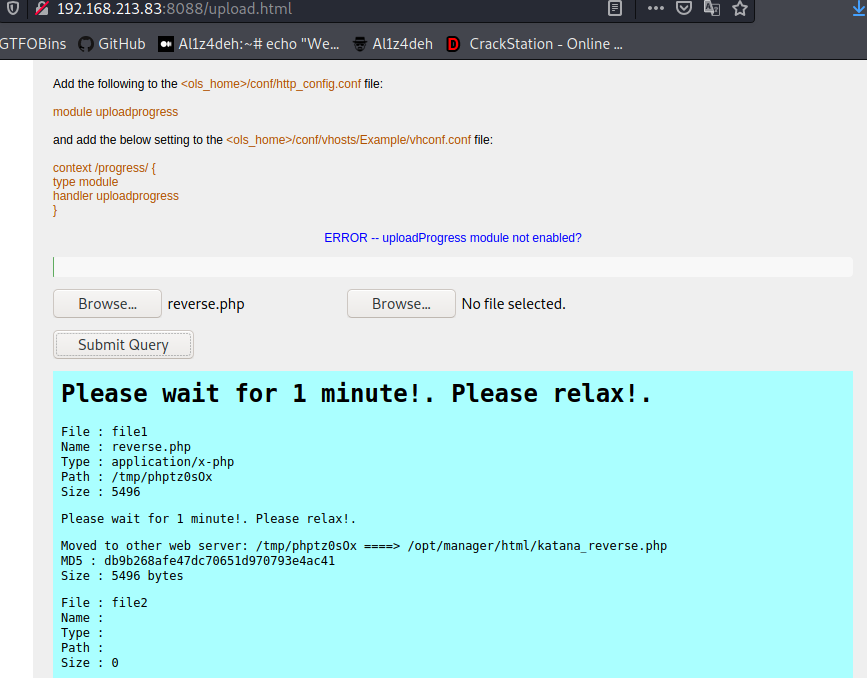 192.168.213.83:8088/upload.html
GTFOBins GitHub Al1z4deh:~# echo "We... Al1z4deh CrackStation - Online ...
Add the following to the <ols_home>/conf/http_config.conf file:
module uploadprogress
and add the below setting to the <ols_home>/conf/vhosts/Example/vhconf.conf file:
context /progress/ {
type module
handler uploadprogress
}
ERROR -- uploadProgress module not enabled?
Browse... reverse.php Browse... No file selected.
Submit Query
Please wait for 1 minute!. Please relax!.
File : file1
Name : reverse.php
Type : application/x-php
Path : /tmp/phptz0sOx
Size : 5496
Please wait for 1 minute!. Please relax!.
Moved to other web server: /tmp/phptz0sOx ====> /opt/manager/html/katana_reverse.php
MD5 : db9b268afe47dc70651d970793e4ac41
Size : 5496 bytes
File : file2
Name :
Type :
Path :
Size : 0